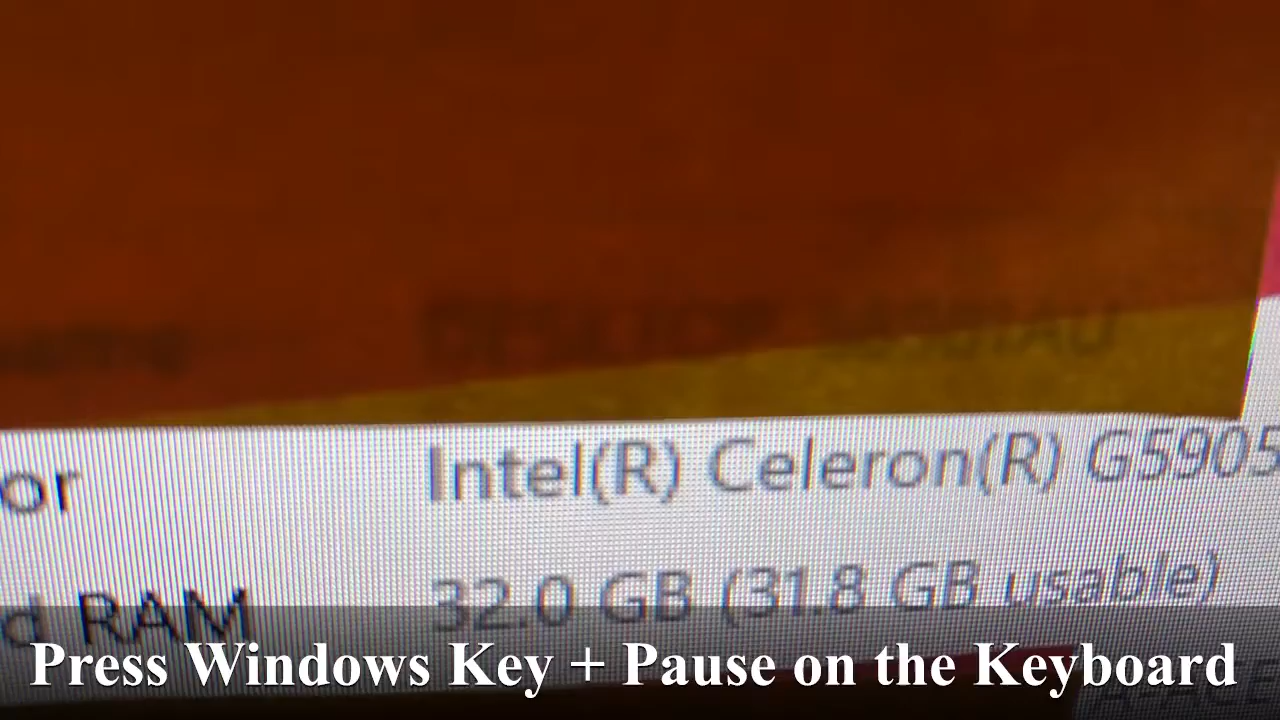 or Intel(R) Celeron(R) G5905
d RAM 32.0 GB (31.8 GB usable)
Press Windows Key + Pause on the Keyboard